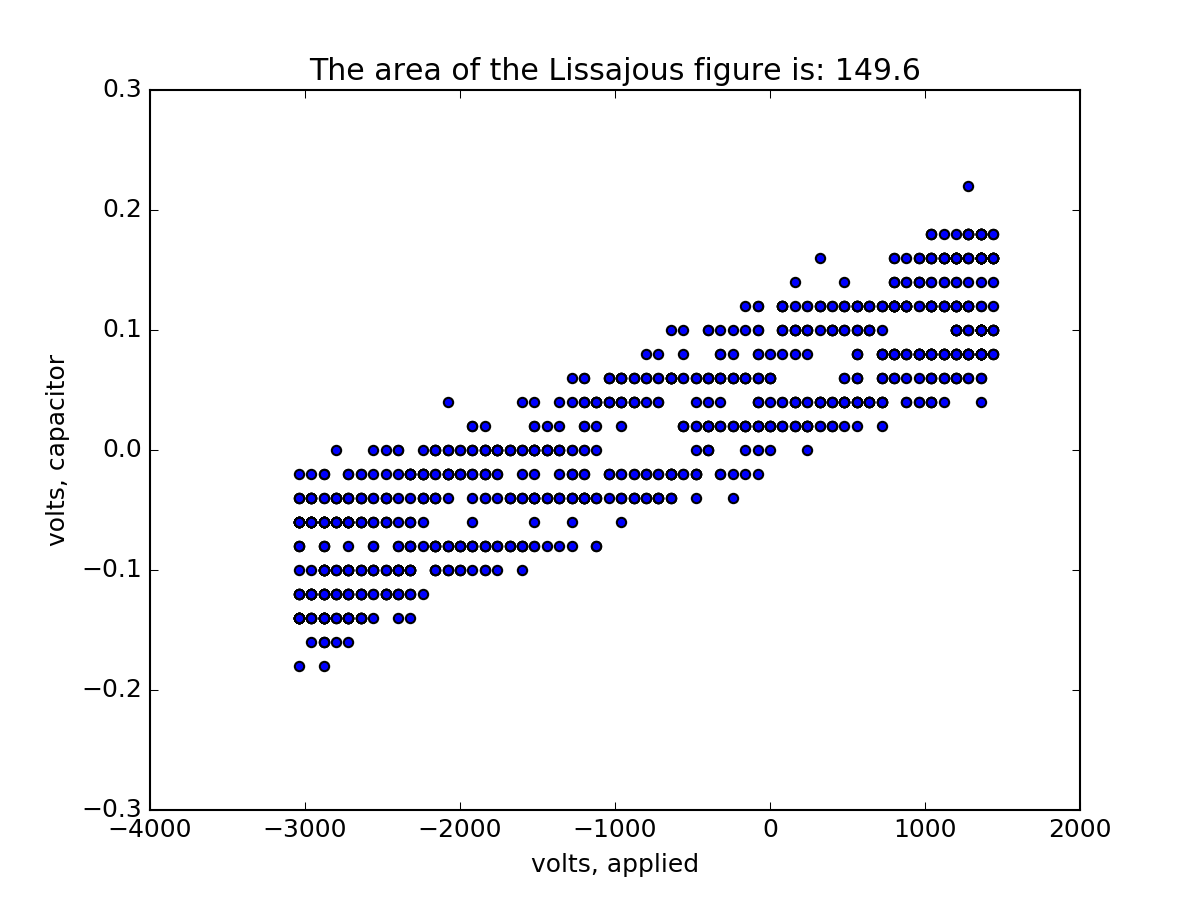 The area of the Lissajous figure is: 149.6
0.3
0.2
0.1
0.0
−0.1
−0.2
−0.3
volts, capacitor
−4000 −3000 −2000 −1000 0 1000 2000
volts, applied